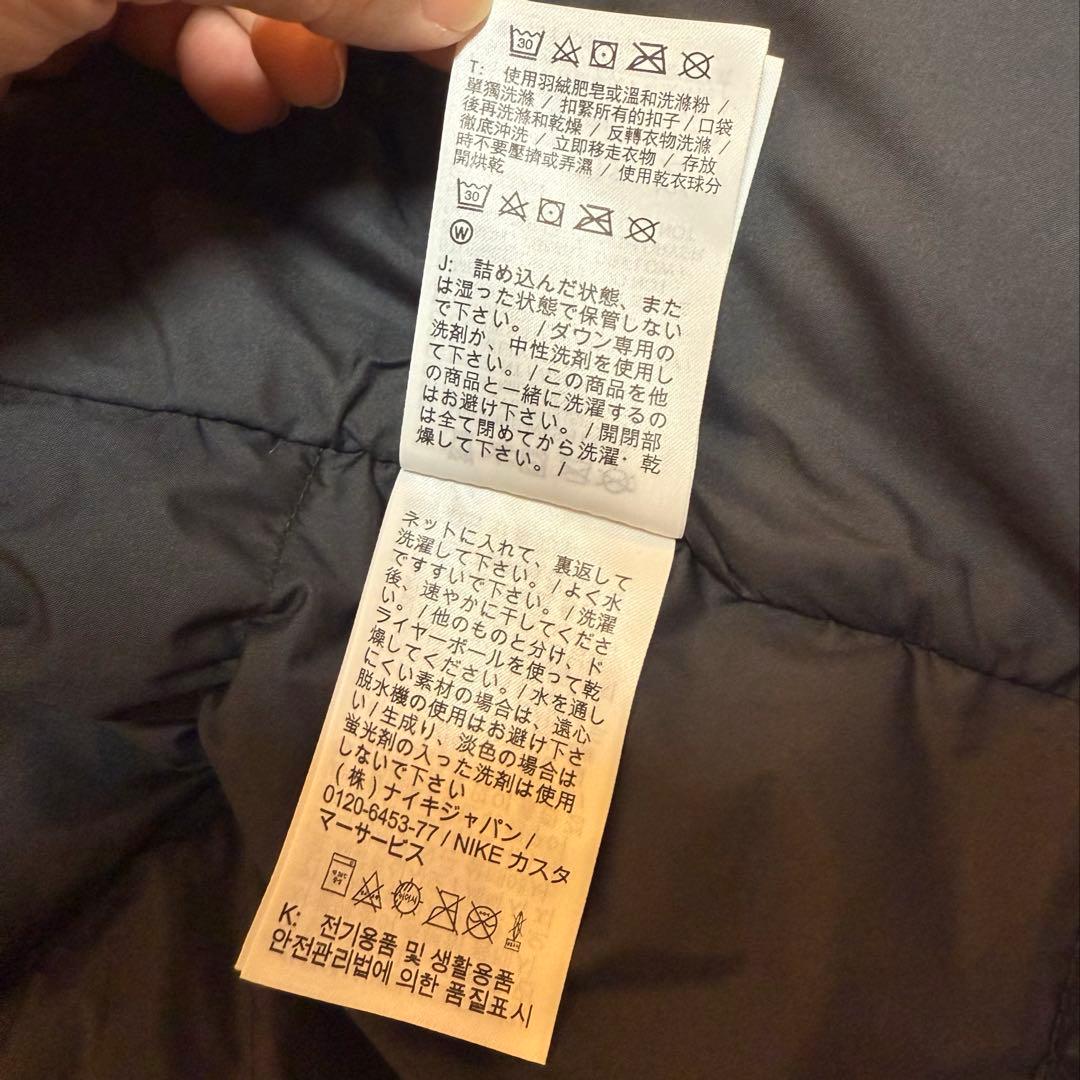 30
T: 使用羽絨肥皂或溫和洗滌粉 /
單獨洗滌 / 扣緊所有的扣子 / 口袋
後再洗滌和乾燥 / 反轉衣物洗滌 /
徹底沖洗 / 立即移走衣物 / 存放
時不要壓擠或弄濕 / 使用乾衣球分
開烘乾
30
W
J: 詰め込んだ状態、また
は湿った状態で保管しない
で下さい。 / ダウン専用の
洗剤か、中性洗剤を使用し
て下さい。 / この商品を他
の商品と一緒に洗濯するの
はお避け下さい。 / 開閉部
は全て閉めてから洗濯・乾
燥して下さい。 /
ネットに入れて、裏返して
洗濯して下さい。 / よく水
ですすいで下さい。 / 洗濯
後、速やかに干してくださ
い。 / 他のものと分け、ド
ライヤーボールを使って乾
燥してください。 / 水を通し
にくい素材の場合は、遠心
脱水機の使用はお避け下さ
い / 生成り、淡色の場合は
蛍光剤の入った洗剤は使用
しないで下さい
(株) ナイキジャパン /
0120-6453-77 / NIKE カスタ
マーサービス
K: 전기용품 및 생활용품
안전관리법에 의한 품질표시